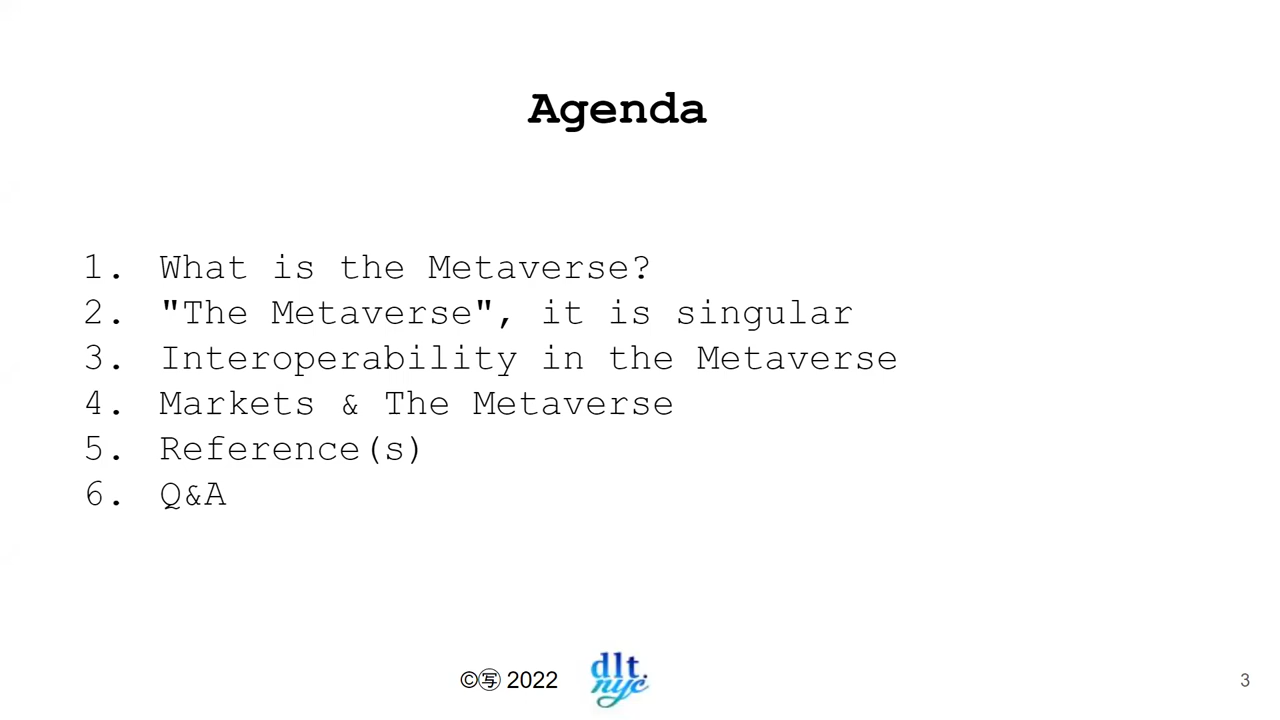 Agenda
1. What is the Metaverse?
2. "The Metaverse", it is singular
3. Interoperability in the Metaverse
4. Markets & The Metaverse
5. Reference(s)
6. Q&A
©㊢ 2022
dlt.
nyc
3